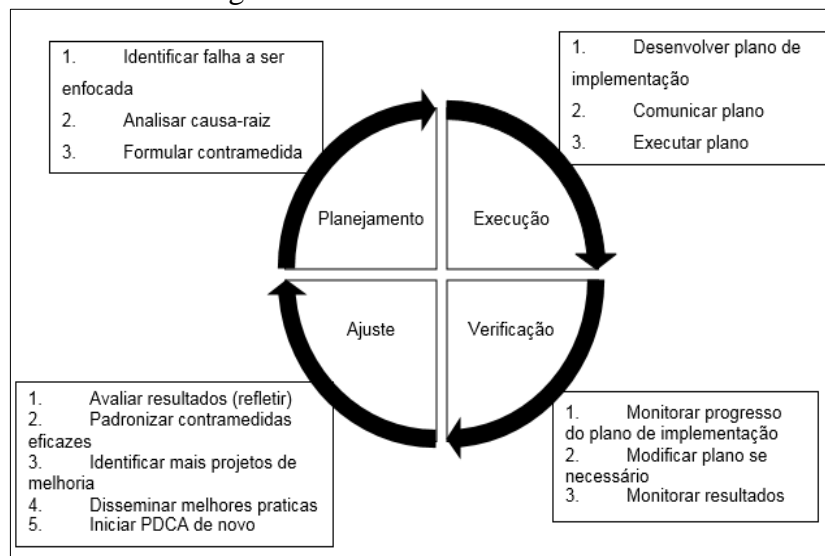 1. Identificar falha a ser
enfocada
2. Analisar causa-raiz
3. Formular contramedida
1. Desenvolver plano de
implementação
2. Comunicar plano
3. Executar plano
Planejamento
Execução
Ajuste
Verificação
1. Avaliar resultados (refletir)
2. Padronizar contramedidas
eficazes
3. Identificar mais projetos de
melhoria
4. Disseminar melhores praticas
5. Iniciar PDCA de novo
1. Monitorar progresso
do plano de implementação
2. Modificar plano se
necessário
3. Monitorar resultados